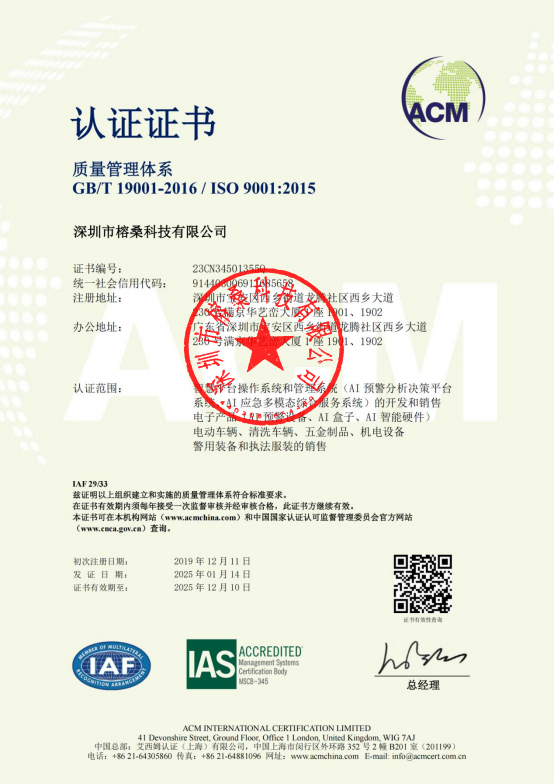 ACM
认证证书
质量管理体系
GB/T 19001-2016 / ISO 9001:2015
深圳市榕桑科技有限公司
证书编号: 23CN34501355Q
统一社会信用代码:
注册地址: 深圳市宝安区西乡街道龙腾社区西乡大道
230号满京华艺峦大厦1座1901、1902
办公地址: 广东省深圳市宝安区西乡街道龙腾社区西乡大道
230号满京华艺峦大厦1座1901、1902
认证范围: 智慧平台操作系统和管理系统（AI 预警分析决策平台
系统、AI应急多模态综合服务系统）的开发和销售
电子产品（AI预警设备、AI 盒子、AI 智能硬件）
电动车辆、清洗车辆、五金制品、机电设备
警用装备和执法服装的销售
深圳市榕桑科技有限公司
IAF 29/33
兹证明以上组织建立和实施的质量管理体系符合标准要求。
在证书有效期内须每年接受一次监督审核并经审核合格，此证书方继续有效。
本证书可在本机构网站（www.acmchina.com）和中国国家认证认可监督管理委员会官方网站
（www.cnca.gov.cn）查询。
初次注册日期: 2019 年 12 月 11 日
发 证 日 期: 2025 年 01 月 14 日
证书有效期至: 2025 年 12 月 10 日
证书有效性查询
MEMBER OF MULTILATERAL
IAF
RECOGNITION ARRANGEMENT
IAS
ACCREDITED
Management Systems
Certification Body
MSCB-345
总经理
ACM INTERNATIONAL CERTIFICATION LIMITED
41 Devonshire Street, Ground Floor, Office 1 London, United Kingdom, WIG 7AJ
中国总部: 艾西姆认证（上海）有限公司，中国上海市闵行区外环路 352 号 2 幢 B201 室（201199）
电话: +86 21-64305860 传真: +86 21-64881096 网址: www.acmchina.com E-mail: info@acmcert.com.cn